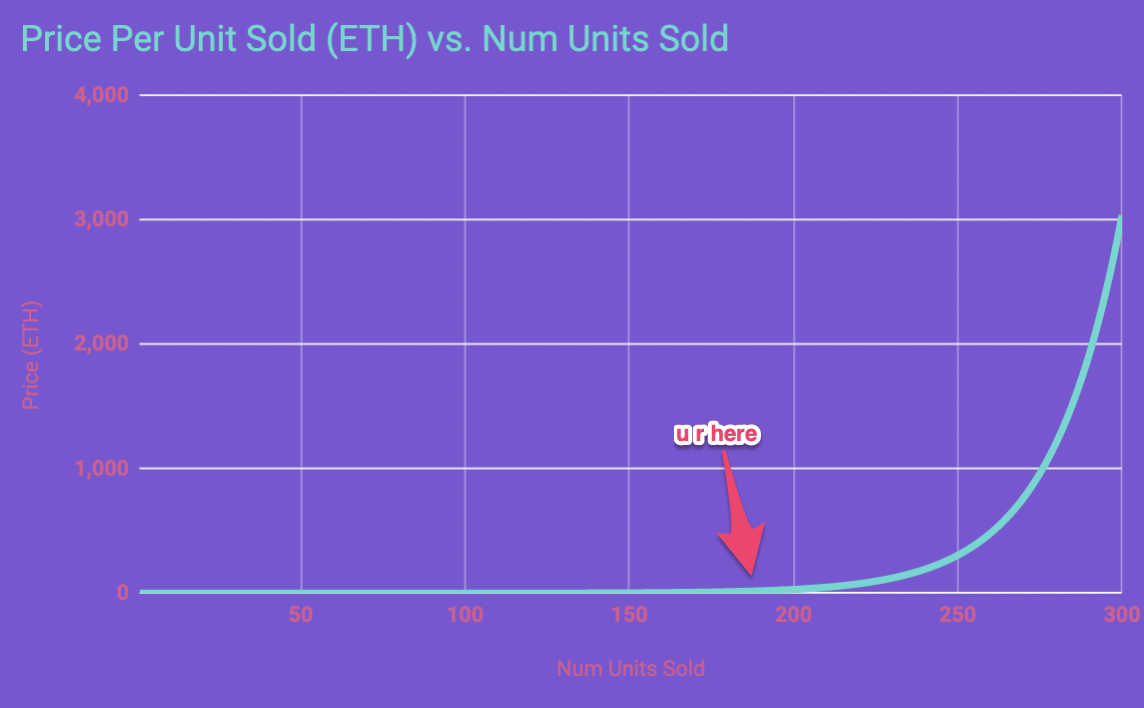 Price Per Unit Sold (ETH) vs. Num Units Sold
4,000
3,000
2,000
1,000
0
Price (ETH)
u r here
50 100 150 200 250 300
Num Units Sold